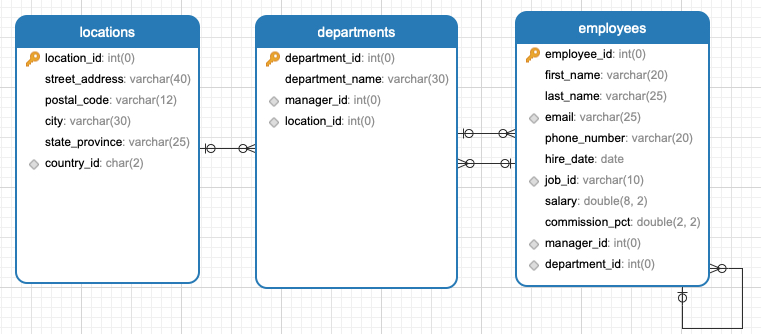 locations
location_id: int(0)
street_address: varchar(40)
postal_code: varchar(12)
city: varchar(30)
state_province: varchar(25)
country_id: char(2)
departments
department_id: int(0)
department_name: varchar(30)
manager_id: int(0)
location_id: int(0)
employees
employee_id: int(0)
first_name: varchar(20)
last_name: varchar(25)
email: varchar(25)
phone_number: varchar(20)
hire_date: date
job_id: varchar(10)
salary: double(8, 2)
commission_pct: double(2, 2)
manager_id: int(0)
department_id: int(0)